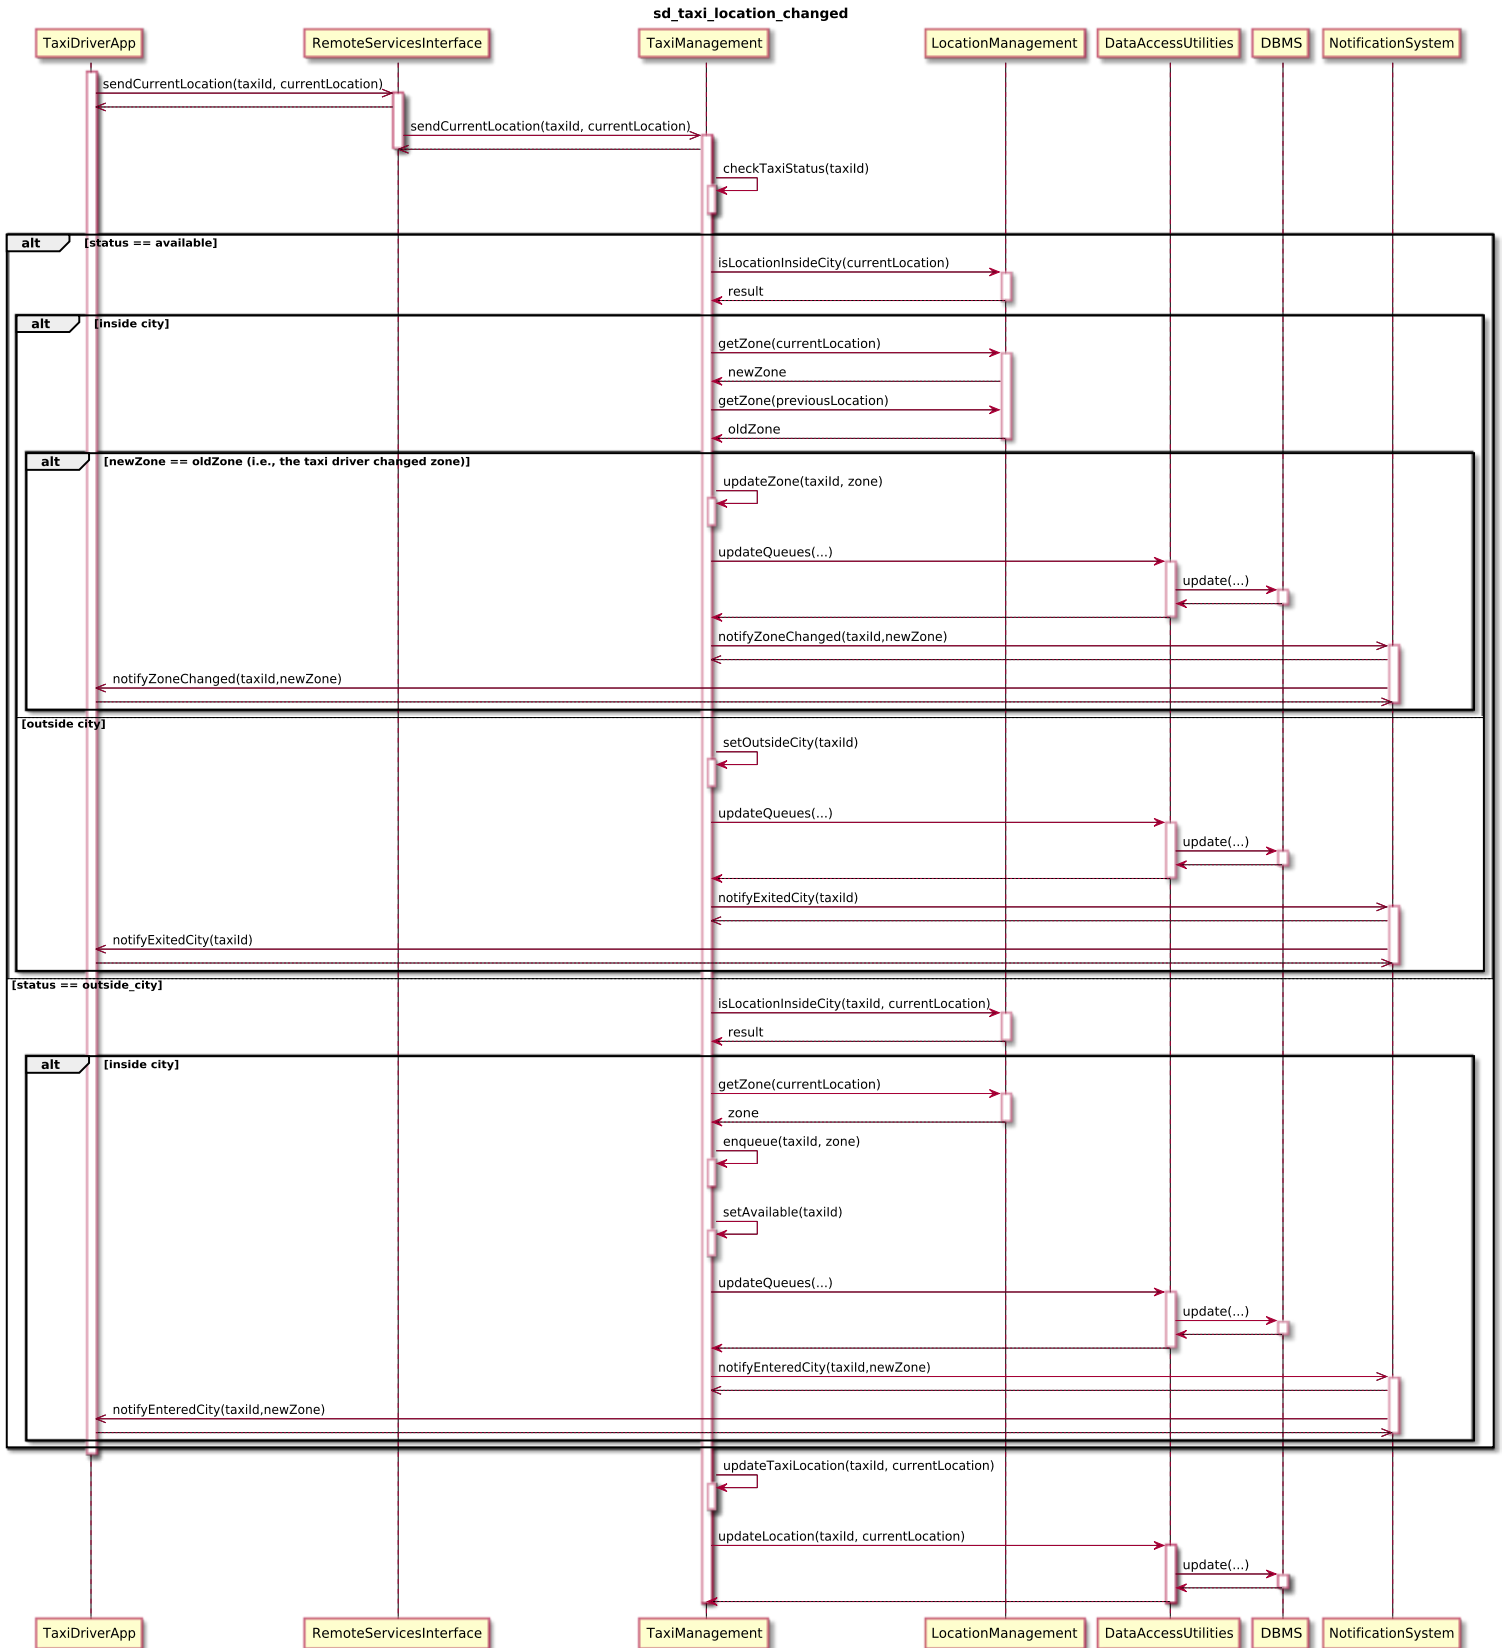 sd_taxi_location_changed
TaxiDriverApp RemoteServicesInterface TaxiManagement LocationManagement DataAccessUtilities DBMS NotificationSystem
sendCurrentLocation(taxiId, currentLocation)
sendCurrentLocation(taxiId, currentLocation)
checkTaxiStatus(taxiId)
alt [status == available]
isLocationInsideCity(currentLocation)
result
alt [inside city]
getZone(currentLocation)
newZone
getZone(previousLocation)
oldZone
alt [newZone == oldZone (i.e., the taxi driver changed zone)]
updateZone(taxiId, zone)
updateQueues(...)
update(...)
notifyZoneChanged(taxiId,newZone)
notifyZoneChanged(taxiId,newZone)
[outside city]
setOutsideCity(taxiId)
updateQueues(...)
update(...)
notifyExitedCity(taxiId)
notifyExitedCity(taxiId)
[status == outside_city]
isLocationInsideCity(taxiId, currentLocation)
result
alt [inside city]
getZone(currentLocation)
zone
enqueue(taxiId, zone)
setAvailable(taxiId)
updateQueues(...)
update(...)
notifyEnteredCity(taxiId,newZone)
notifyEnteredCity(taxiId,newZone)
updateTaxiLocation(taxiId, currentLocation)
updateLocation(taxiId, currentLocation)
update(...)
TaxiDriverApp RemoteServicesInterface TaxiManagement LocationManagement DataAccessUtilities DBMS NotificationSystem